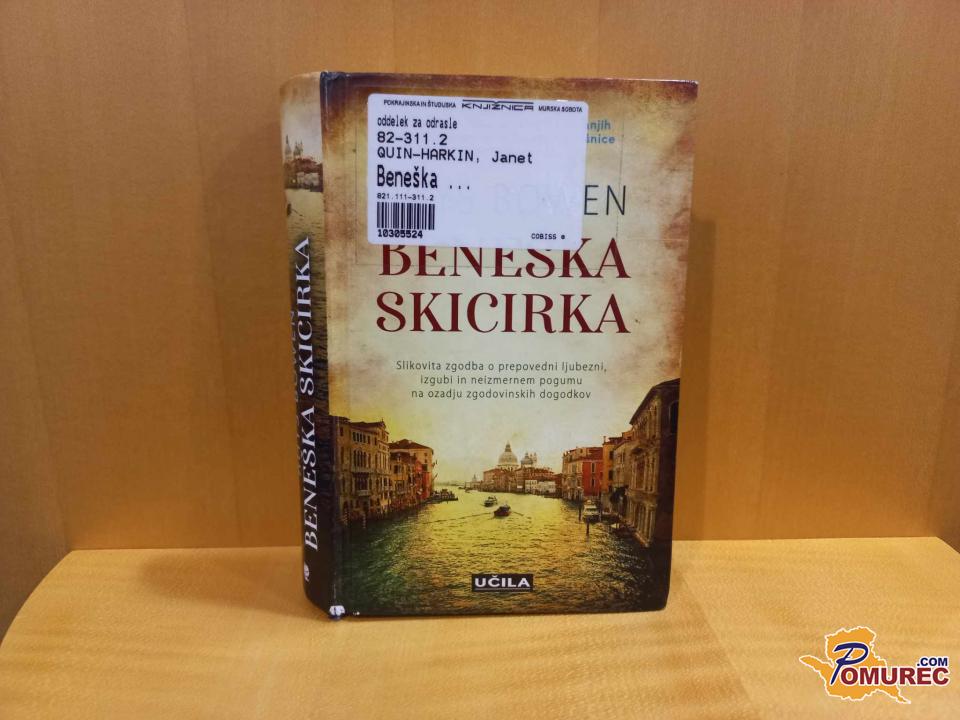 POKRAJINSKA IN ŠTUDIJSKA KNJIŽNICA MURSKA SOBOTA
oddelek za odrasle
82-311.2
QUIN-HARKIN, Janet
Beneška ...
821.111-311.2
10305524
COBISS
BOWEN
BENEŠKA
SKICIRKA
Slikovita zgodba o prepovedni ljubezni,
izgubi in neizmernem pogumu
na ozadju zgodovinskih dogodkov
UČILA
BENEŠKA SKICIRKA
POMUREC
.COM